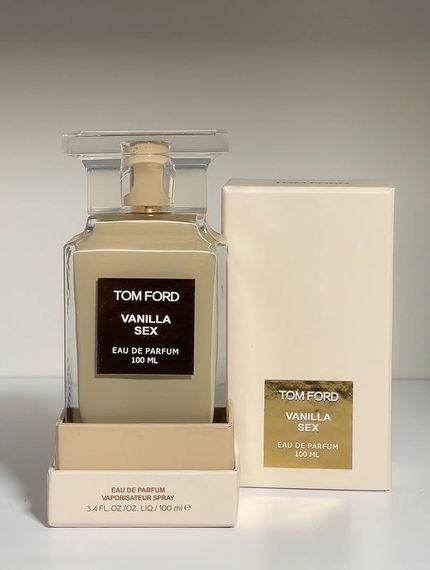 TOM FORD
VANILLA
SEX
EAU DE PARFUM
100 ML
EAU DE PARFUM
VAPORISATEUR SPRAY
3.4 FL. OZ./OZ. LIQ./ 100 ml ℮
TOM FORD
VANILLA
SEX
EAU DE PARFUM
100 ML